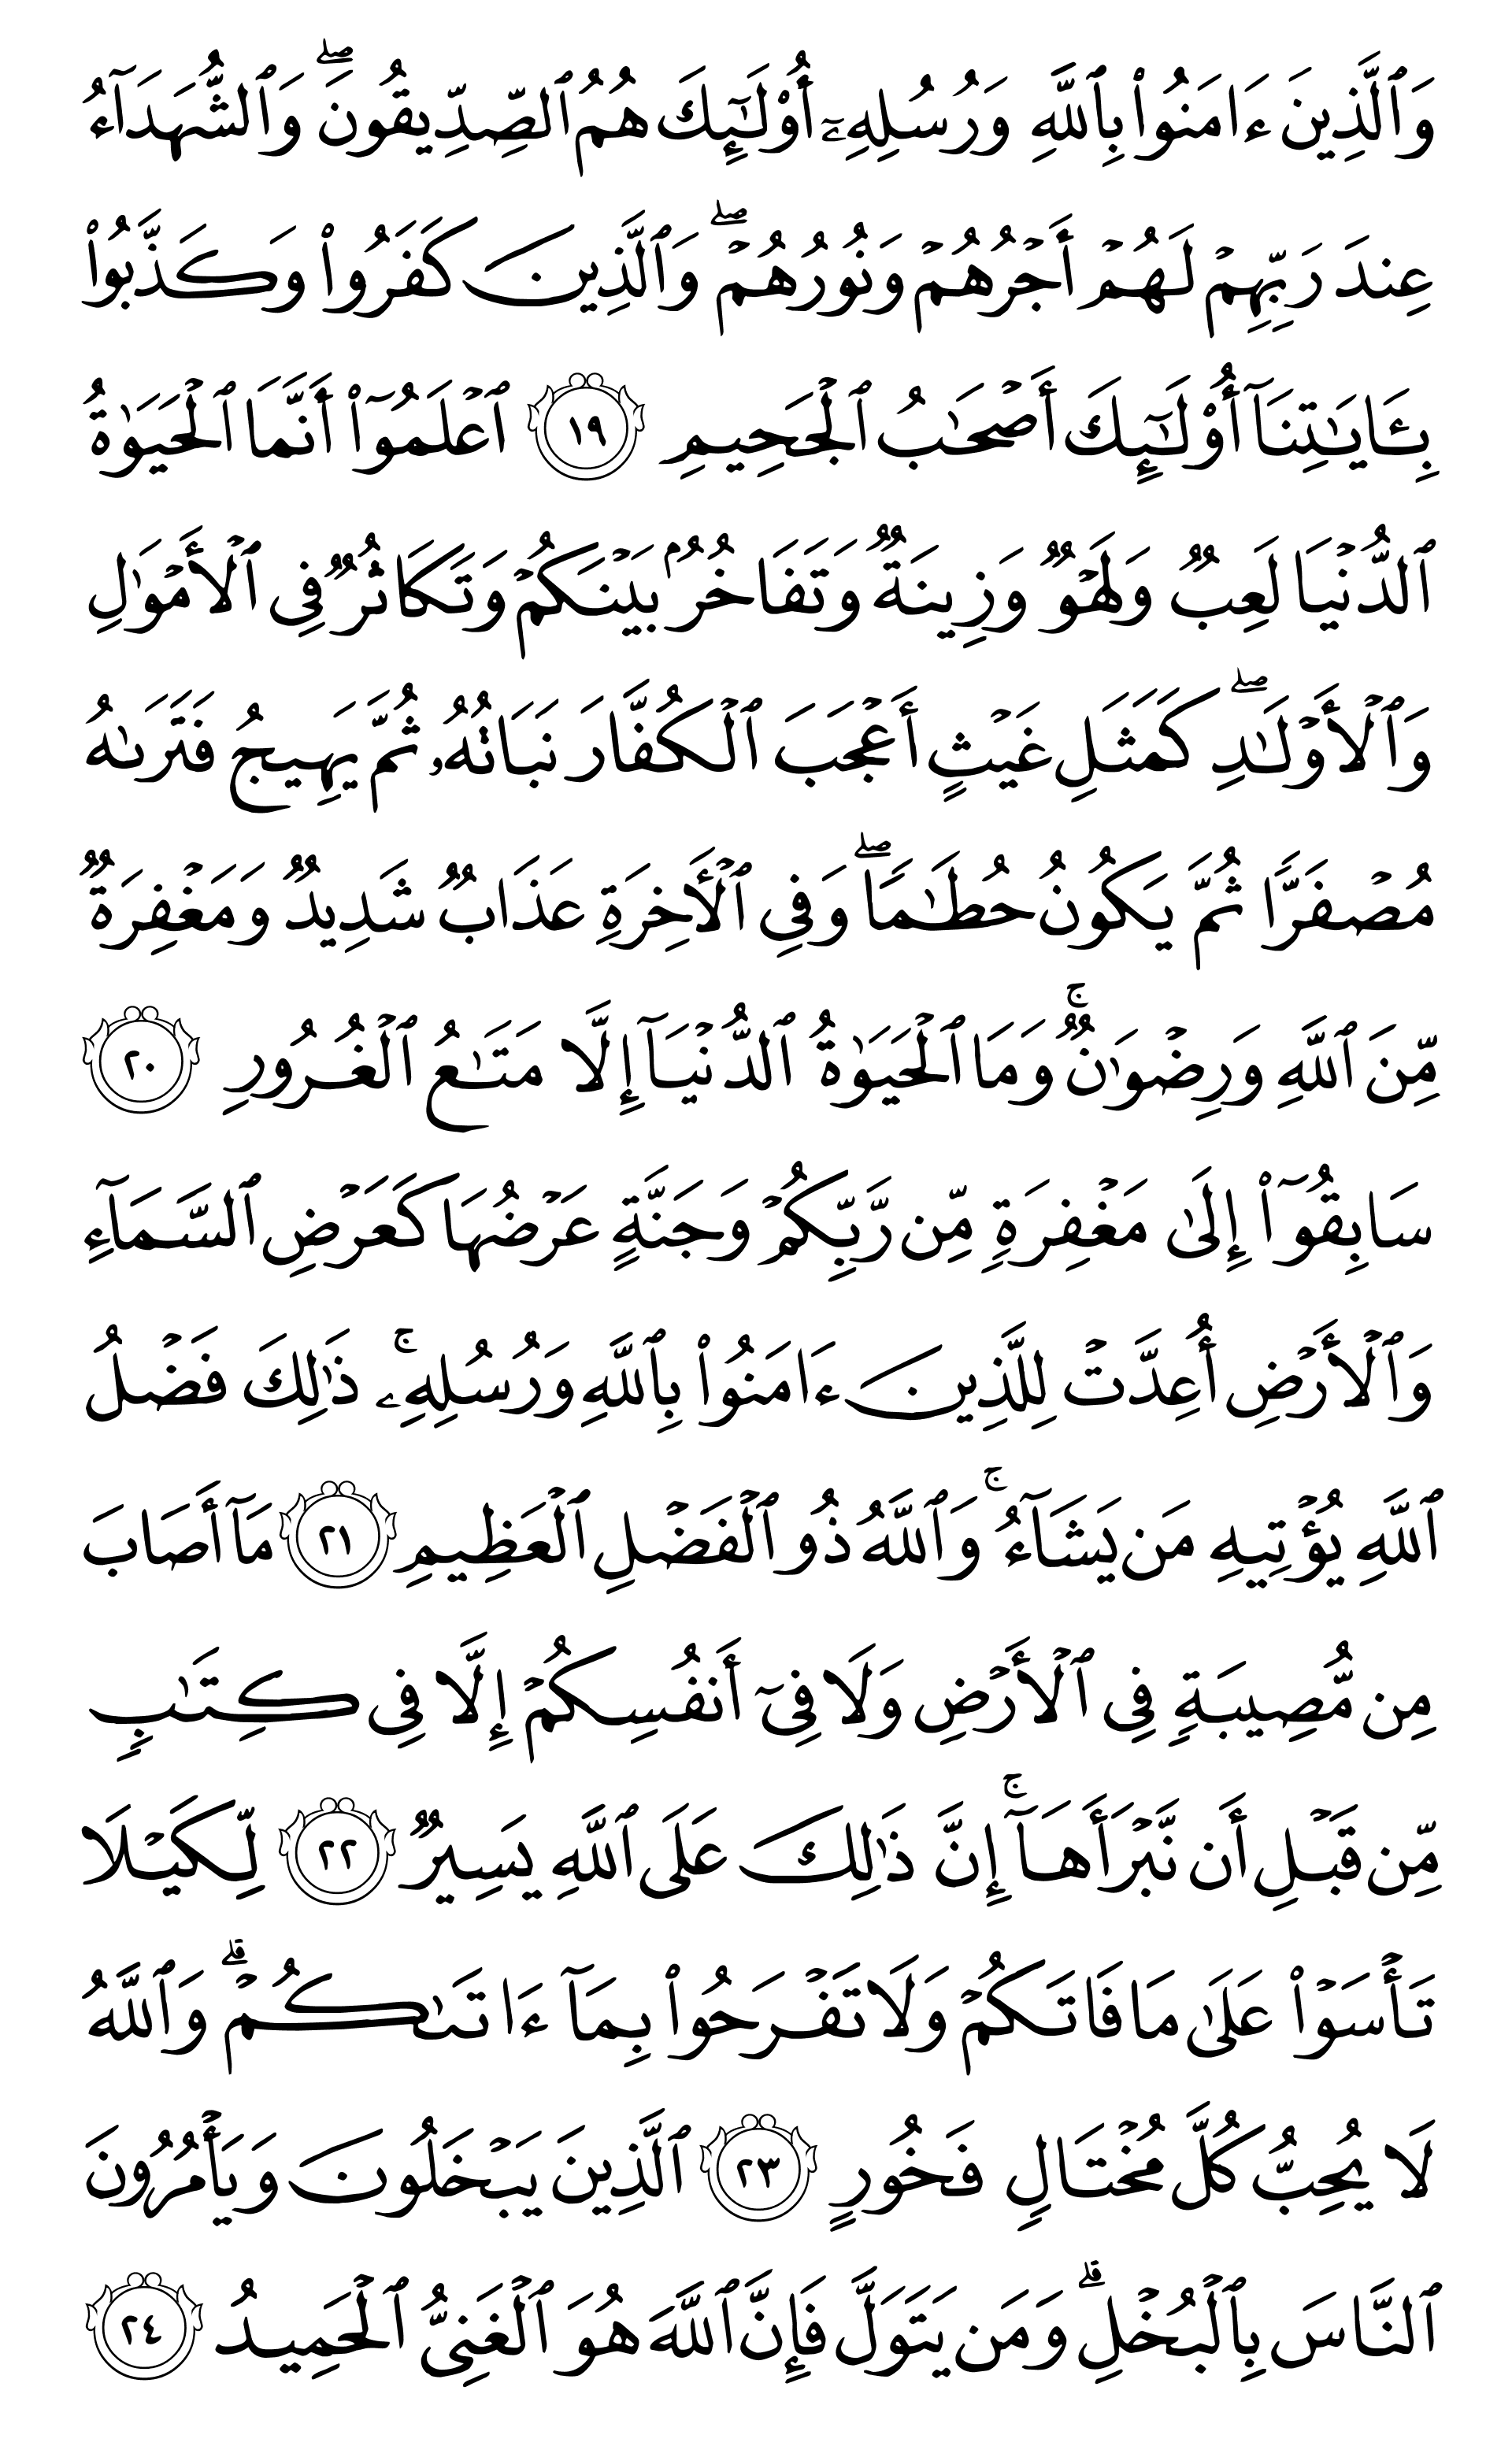 وَٱلَّذِينَ ءَامَنُوا۟ بِٱللَّهِ وَرُسُلِهِۦٓ أُو۟لَـٰٓئِكَ هُمُ ٱلصِّدِّيقُونَ ۖ وَٱلشُّهَدَآءُ
عِندَ رَبِّهِمْ لَهُمْ أَجْرُهُمْ وَنُورُهُمْ ۖ وَٱلَّذِينَ كَفَرُوا۟ وَكَذَّبُوا۟
بِـَٔايَـٰتِنَآ أُو۟لَـٰٓئِكَ أَصْحَـٰبُ ٱلْجَحِيمِ ١٩ ٱعْلَمُوٓا۟ أَنَّمَا ٱلْحَيَوٰةُ
ٱلدُّنْيَا لَعِبٌ وَلَهْوٌ وَزِينَةٌ وَتَفَاخُرٌۢ بَيْنَكُمْ وَتَكَاثُرٌ فِى ٱلْأَمْوَٰلِ
وَٱلْأَوْلَـٰدِ ۖ كَمَثَلِ غَيْثٍ أَعْجَبَ ٱلْكُفَّارَ نَبَاتُهُۥ ثُمَّ يَهِيجُ فَتَرَىٰهُ
مُصْفَرًّا ثُمَّ يَكُونُ حُطَـٰمًا ۖ وَفِى ٱلْأَخِرَةِ عَذَابٌ شَدِيدٌ وَمَغْفِرَةٌ
مِّنَ ٱللَّهِ وَرِضْوَٰنٌ ۚ وَمَا ٱلْحَيَوٰةُ ٱلدُّنْيَآ إِلَّا مَتَـٰعُ ٱلْغُرُورِ ٢٠
سَابِقُوٓا۟ إِلَىٰ مَغْفِرَةٍ مِّن رَّبِّكُمْ وَجَنَّةٍ عَرْضُهَا كَعَرْضِ ٱلسَّمَآءِ
وَٱلْأَرْضِ أُعِدَّتْ لِلَّذِينَ ءَامَنُوا۟ بِٱللَّهِ وَرُسُلِهِۦ ۚ ذَٰلِكَ فَضْلُ
ٱللَّهِ يُؤْتِيهِ مَن يَشَآءُ ۚ وَٱللَّهُ ذُو ٱلْفَضْلِ ٱلْعَظِيمِ ٢١ مَآ أَصَابَ
مِن مُّصِيبَةٍ فِى ٱلْأَرْضِ وَلَا فِىٓ أَنفُسِكُمْ إِلَّا فِى كِتَـٰبٍ
مِّن قَبْلِ أَن نَّبْرَأَهَآ ۚ إِنَّ ذَٰلِكَ عَلَى ٱللَّهِ يَسِيرٌ ٢٢ لِّكَيْلَا
تَأْسَوْا۟ عَلَىٰ مَا فَاتَكُمْ وَلَا تَفْرَحُوا۟ بِمَآ ءَاتَىٰكُمْ ۗ وَٱللَّهُ
لَا يُحِبُّ كُلَّ مُخْتَالٍ فَخُورٍ ٢٣ ٱلَّذِينَ يَبْخَلُونَ وَيَأْمُرُونَ
ٱلنَّاسَ بِٱلْبُخْلِ ۗ وَمَن يَتَوَلَّ فَإِنَّ ٱللَّهَ هُوَ ٱلْغَنِىُّ ٱلْحَمِيدُ ٢٤